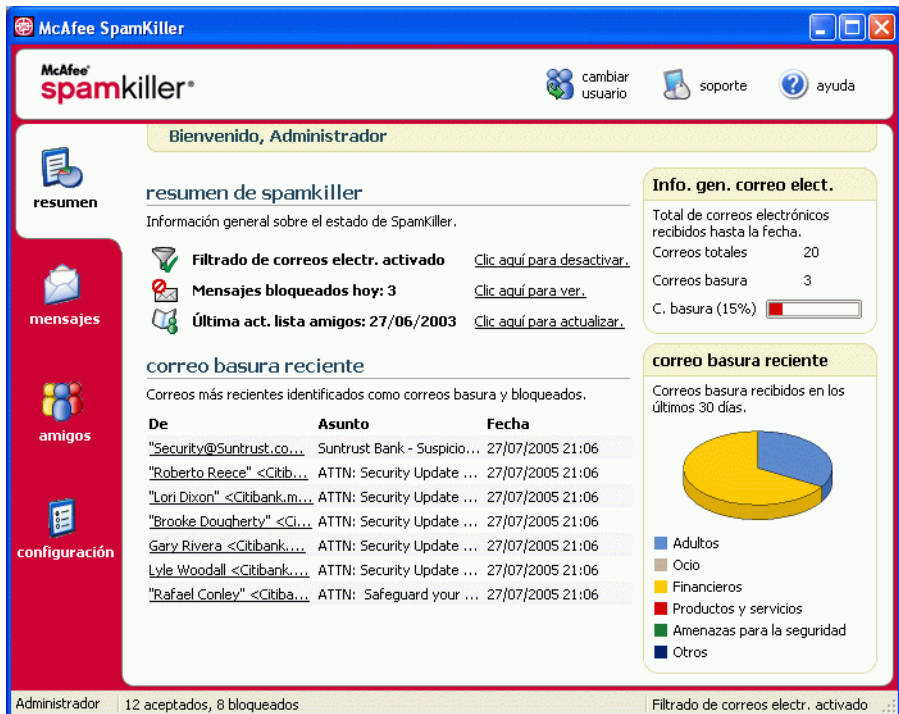 McAfee SpamKiller
McAfee®
spamkiller®
cambiar
usuario
soporte
ayuda
resumen
mensajes
amigos
configuración
Bienvenido, Administrador
resumen de spamkiller
Información general sobre el estado de SpamKiller.
Filtrado de correos electr. activado Clic aquí para desactivar.
Mensajes bloqueados hoy: 3 Clic aquí para ver.
Última act. lista amigos: 27/06/2003 Clic aquí para actualizar.
correo basura reciente
Correos más recientes identificados como correos basura y bloqueados.
De Asunto Fecha
"Security@Suntrust.co... Suntrust Bank - Suspicio... 27/07/2005 21:06
"Roberto Reece" <Citib... ATTN: Security Update ... 27/07/2005 21:06
"Lori Dixon" <Citibank.m... ATTN: Security Update ... 27/07/2005 21:06
"Brooke Dougherty" <Ci... ATTN: Security Update ... 27/07/2005 21:06
Gary Rivera <Citibank.... ATTN: Security Update ... 27/07/2005 21:06
Lyle Woodall <Citibank.... ATTN: Security Update ... 27/07/2005 21:06
"Rafael Conley" <Citiba... ATTN: Safeguard your ... 27/07/2005 21:06
Info. gen. correo elect.
Total de correos electrónicos
recibidos hasta la fecha.
Correos totales 20
Correos basura 3
C. basura (15%)
correo basura reciente
Correos basura recibidos en los
últimos 30 días.
Adultos
Ocio
Financieros
Productos y servicios
Amenazas para la seguridad
Otros
Administrador 12 aceptados, 8 bloqueados Filtrado de correos electr. activado